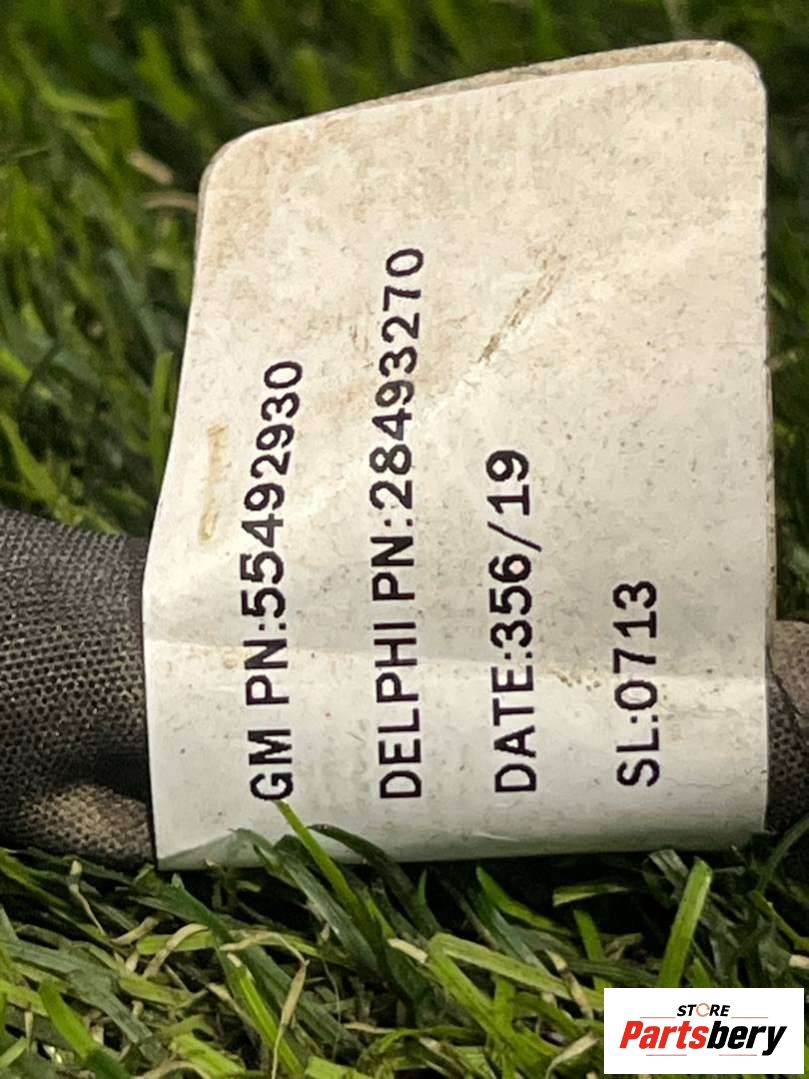 GM PN:55492930
DELPHI PN:28493270
DATE:356/19
SL:0713
STORE
Partsbery